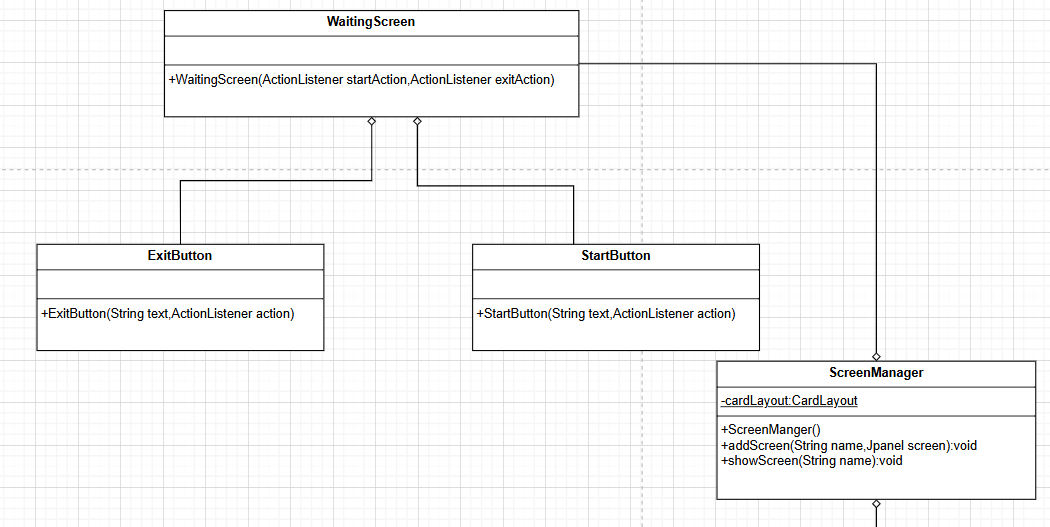 WaitingScreen
+WaitingScreen(ActionListener startAction,ActionListener exitAction)
ExitButton
+ExitButton(String text,ActionListener action)
StartButton
+StartButton(String text,ActionListener action)
ScreenManager
-cardLayout:CardLayout
+ScreenManger()
+addScreen(String name,Jpanel screen):void
+showScreen(String name):void